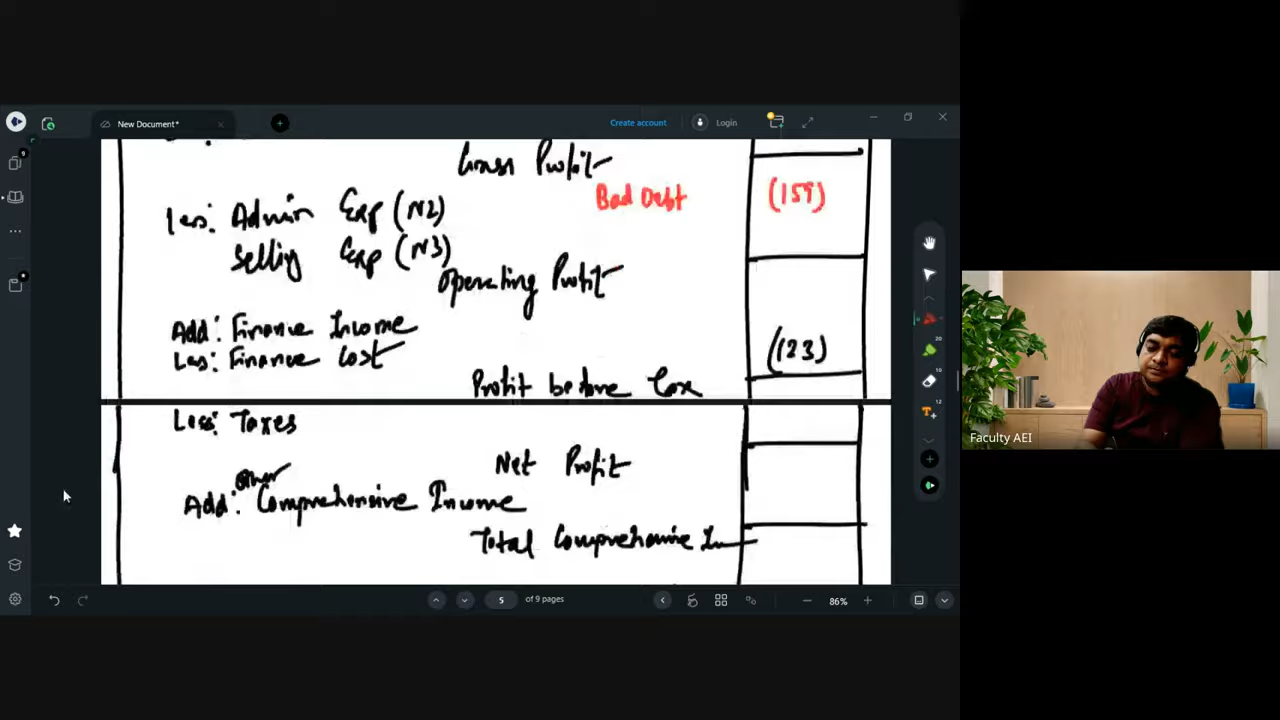 New Document*
Create account
Login
Gross Profit
Bad Debt (159)
Less: Admin Exp (N2)
Selling Exp (N3)
Operating Profit
Add: Finance Income
Less: Finance Cost (123)
Profit before Tax
Less: Taxes
Net Profit
Add: Other Comprehensive Income
Total Comprehensive In
Faculty AEI
5 of 9 pages
86%